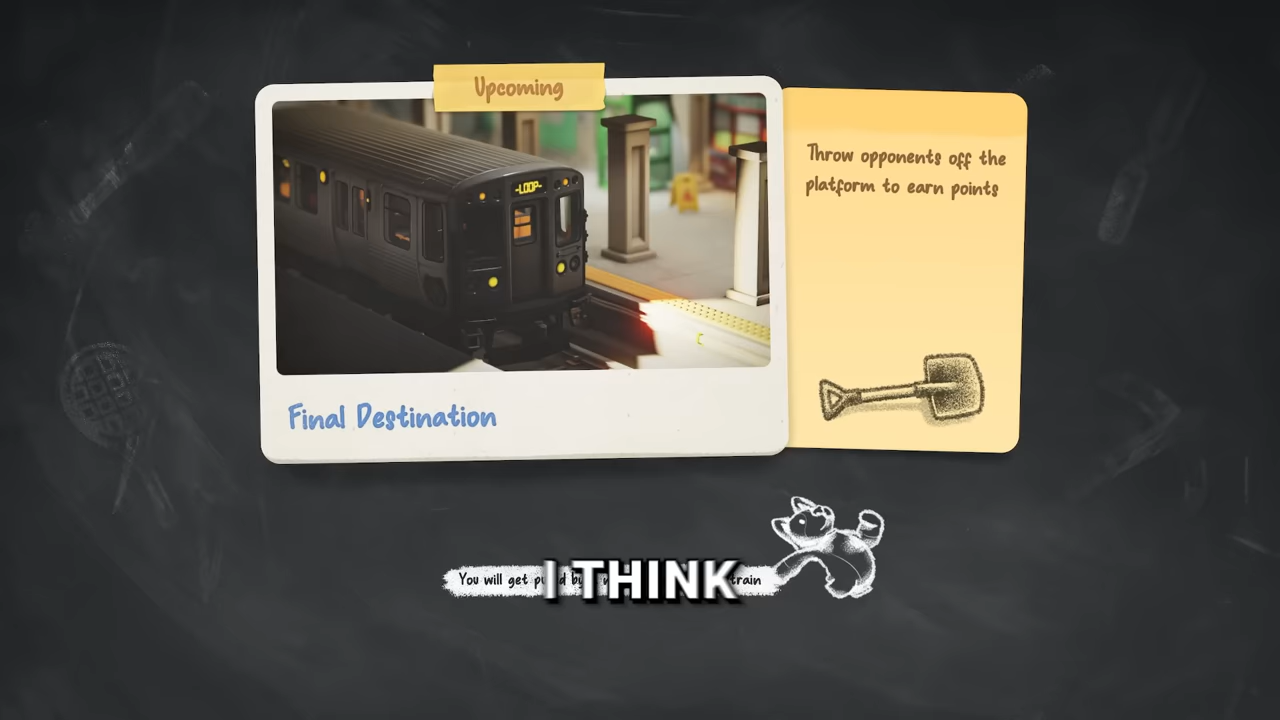 Upcoming
-LOOP-
Throw opponents off the
platform to earn points
Final Destination
You will get train
I THINK